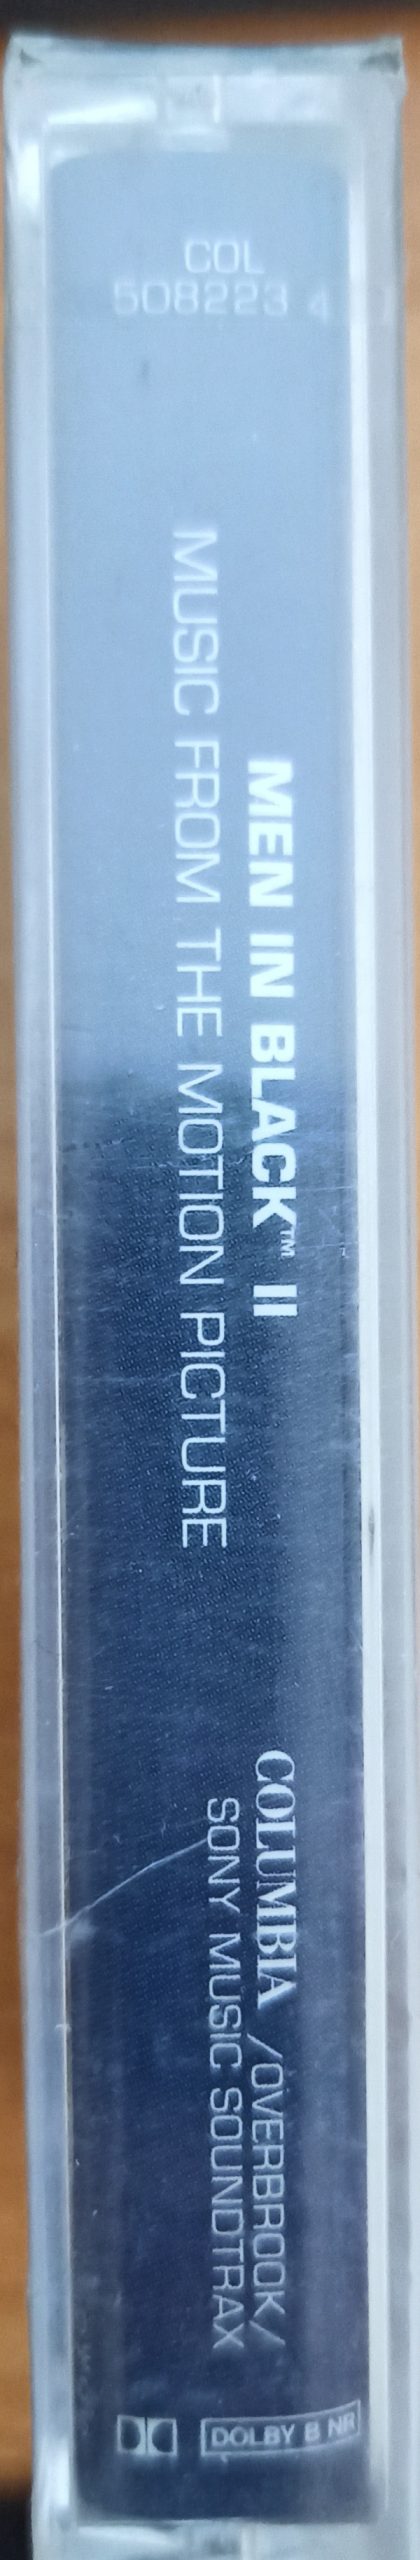 COL
508223 4
MEN IN BLACK™ II
MUSIC FROM THE MOTION PICTURE
COLUMBIA /OVERBROOK/
SONY MUSIC SOUNDTRAX
DOLBY B NR